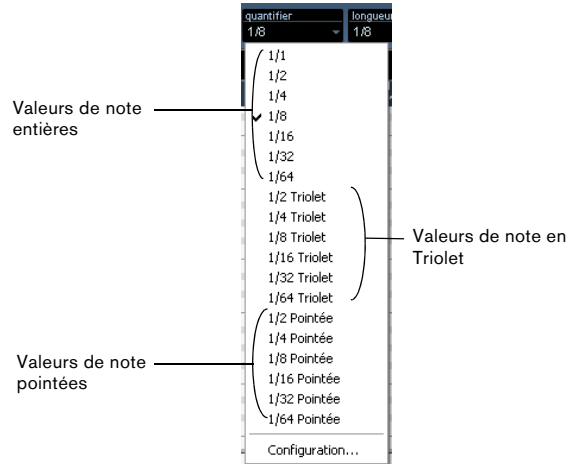 quantifier
longueur
1/8
1/8
1/1
1/2
1/4
1/8
1/16
1/32
1/64
1/2 Triolet
1/4 Triolet
1/8 Triolet
1/16 Triolet
1/32 Triolet
1/64 Triolet
1/2 Pointée
1/4 Pointée
1/8 Pointée
1/16 Pointée
1/32 Pointée
1/64 Pointée
Configuration...
Valeurs de note
entières
Valeurs de note en
Triolet
Valeurs de note
pointées